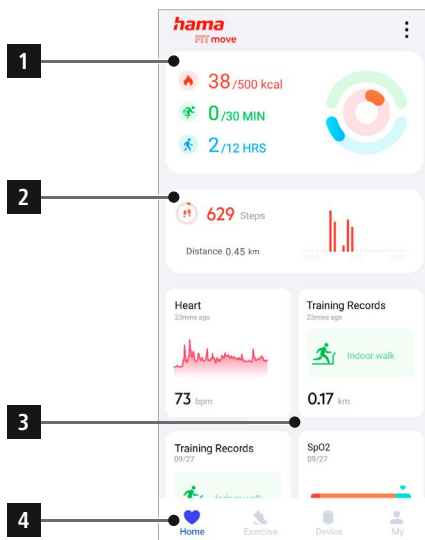 hama
FIT move
1
38/500 kcal
0/30 MIN
2/12 HRS
2
629 Steps
Distance 0.45 km
Heart
23mins ago
73 bpm
Training Records
23mins ago
Indoor walk
0.17 km
3
Training Records
09/27
Indoor walk
SpO2
09/27
4
Home
Exercise
Device
My